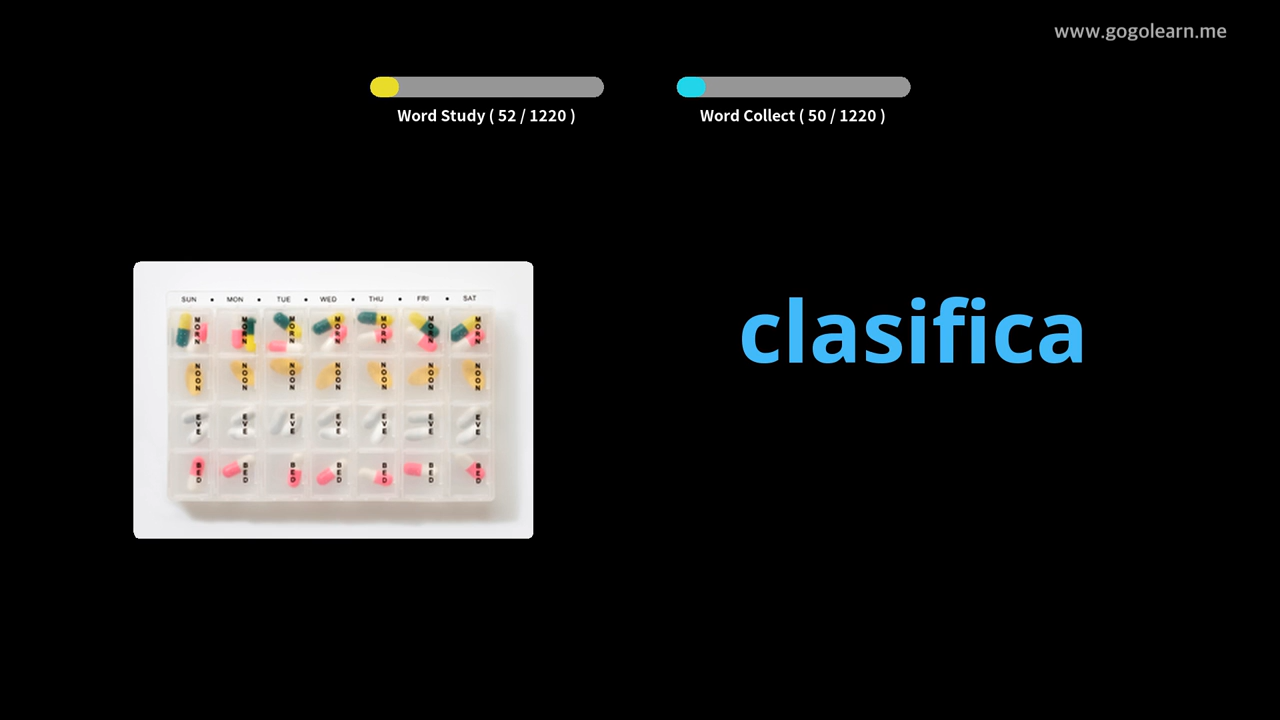 www.gogolearn.me
Word Study ( 52 / 1220 )
Word Collect ( 50 / 1220 )
SUN • MON • TUE • WED • THU • FRI • SAT
MORN MORN MORN MORN MORN MORN MORN
NOON NOON NOON NOON NOON NOON NOON
EVE EVE EVE EVE EVE EVE EVE
BED BED BED BED BED BED BED
clasifica